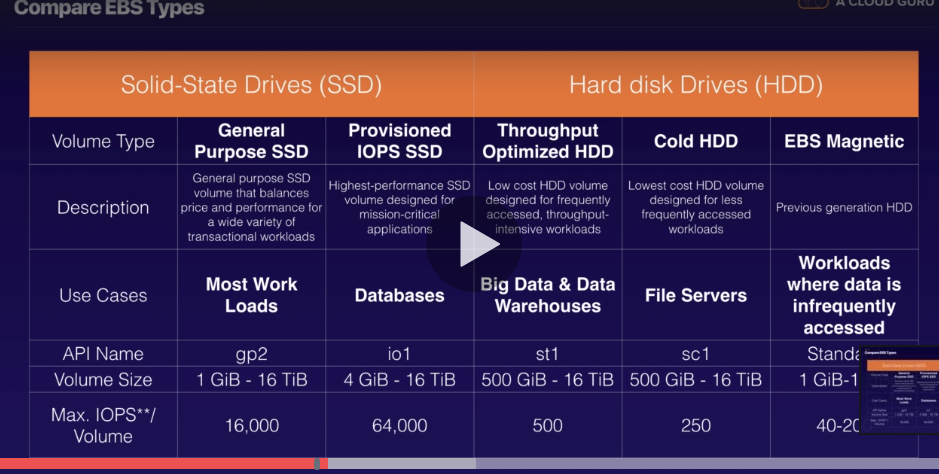 Compare EBS Types
A CLOUD GURU
Solid-State Drives (SSD)
Hard disk Drives (HDD)
Volume Type
General
Purpose SSD
Provisioned
IOPS SSD
Throughput
Optimized HDD
Cold HDD
EBS Magnetic
Description
General purpose SSD
volume that balances
price and performance for
a wide variety of
transactional workloads
Highest-performance SSD
volume designed for
mission-critical
applications
Low cost HDD volume
designed for frequently
accessed, throughput-
intensive workloads
Lowest cost HDD volume
designed for less
frequently accessed
workloads
Previous generation HDD
Use Cases
Most Work
Loads
Databases
Big Data & Data
Warehouses
File Servers
Workloads
where data is
infrequently
accessed
API Name
gp2
io1
st1
sc1
Volume Size
1 GiB - 16 TiB
4 GiB - 16 TiB
500 GiB - 16 TiB
500 GiB - 16 TiB
1 GiB-1
Max. IOPS**/
Volume
16,000
64,000
500
250
40-20
Compare EBS Types